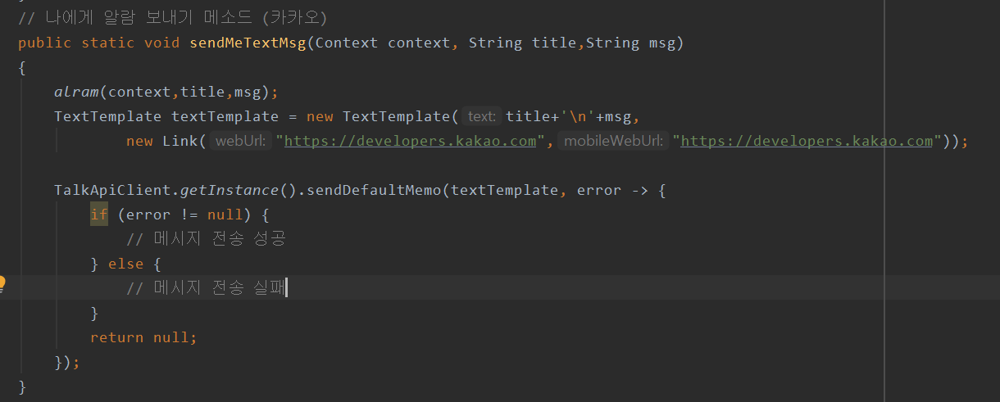 }
// 나에게 알람 보내기 메소드 (카카오)
public static void sendMeTextMsg(Context context, String title,String msg)
{
alram(context,title,msg);
TextTemplate textTemplate = new TextTemplate( text: title+'\n'+msg,
new Link( webUrl: "https://developers.kakao.com", mobileWebUrl: "https://developers.kakao.com"));
TalkApiClient.getInstance().sendDefaultMemo(textTemplate, error -> {
if (error != null) {
// 메시지 전송 성공
} else {
// 메시지 전송 실패
}
return null;
});
}